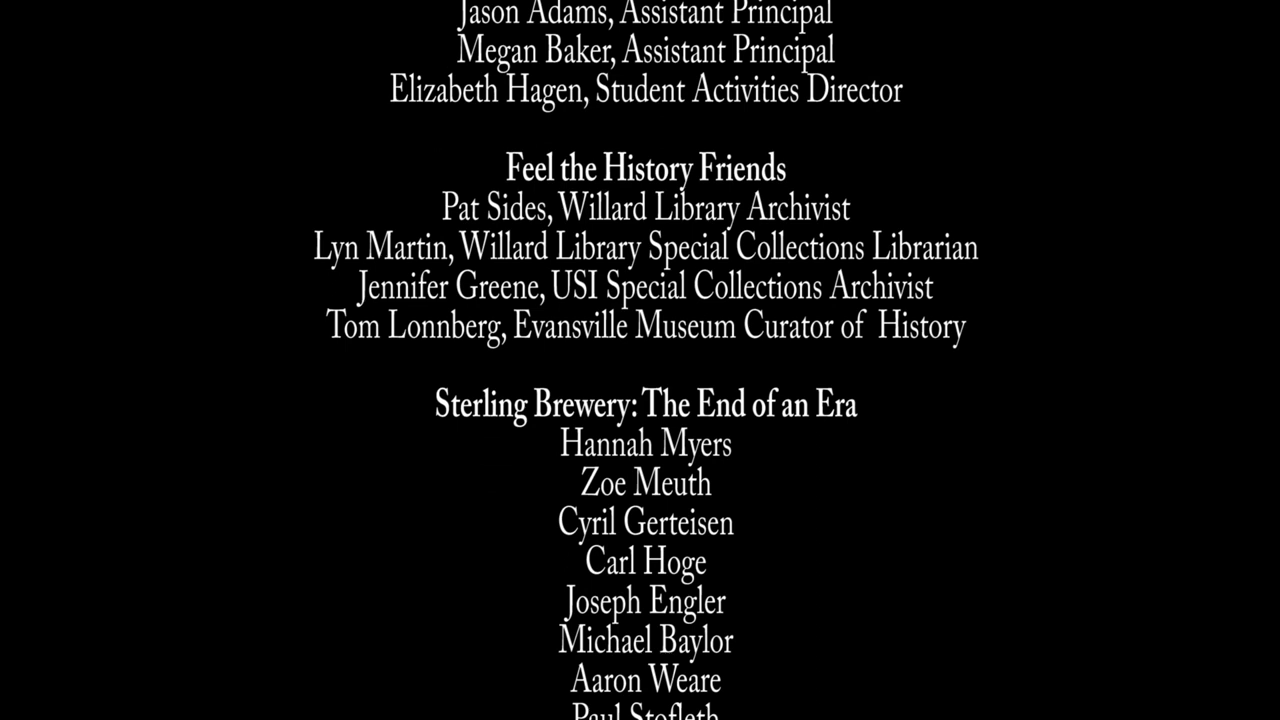 Jason Adams, Assistant Principal
Megan Baker, Assistant Principal
Elizabeth Hagen, Student Activities Director
Feel the History Friends
Pat Sides, Willard Library Archivist
Lyn Martin, Willard Library Special Collections Librarian
Jennifer Greene, USI Special Collections Archivist
Tom Lonnberg, Evansville Museum Curator of History
Sterling Brewery: The End of an Era
Hannah Myers
Zoe Meuth
Cyril Gerteisen
Carl Hoge
Joseph Engler
Michael Baylor
Aaron Weare
Paul Stofleth